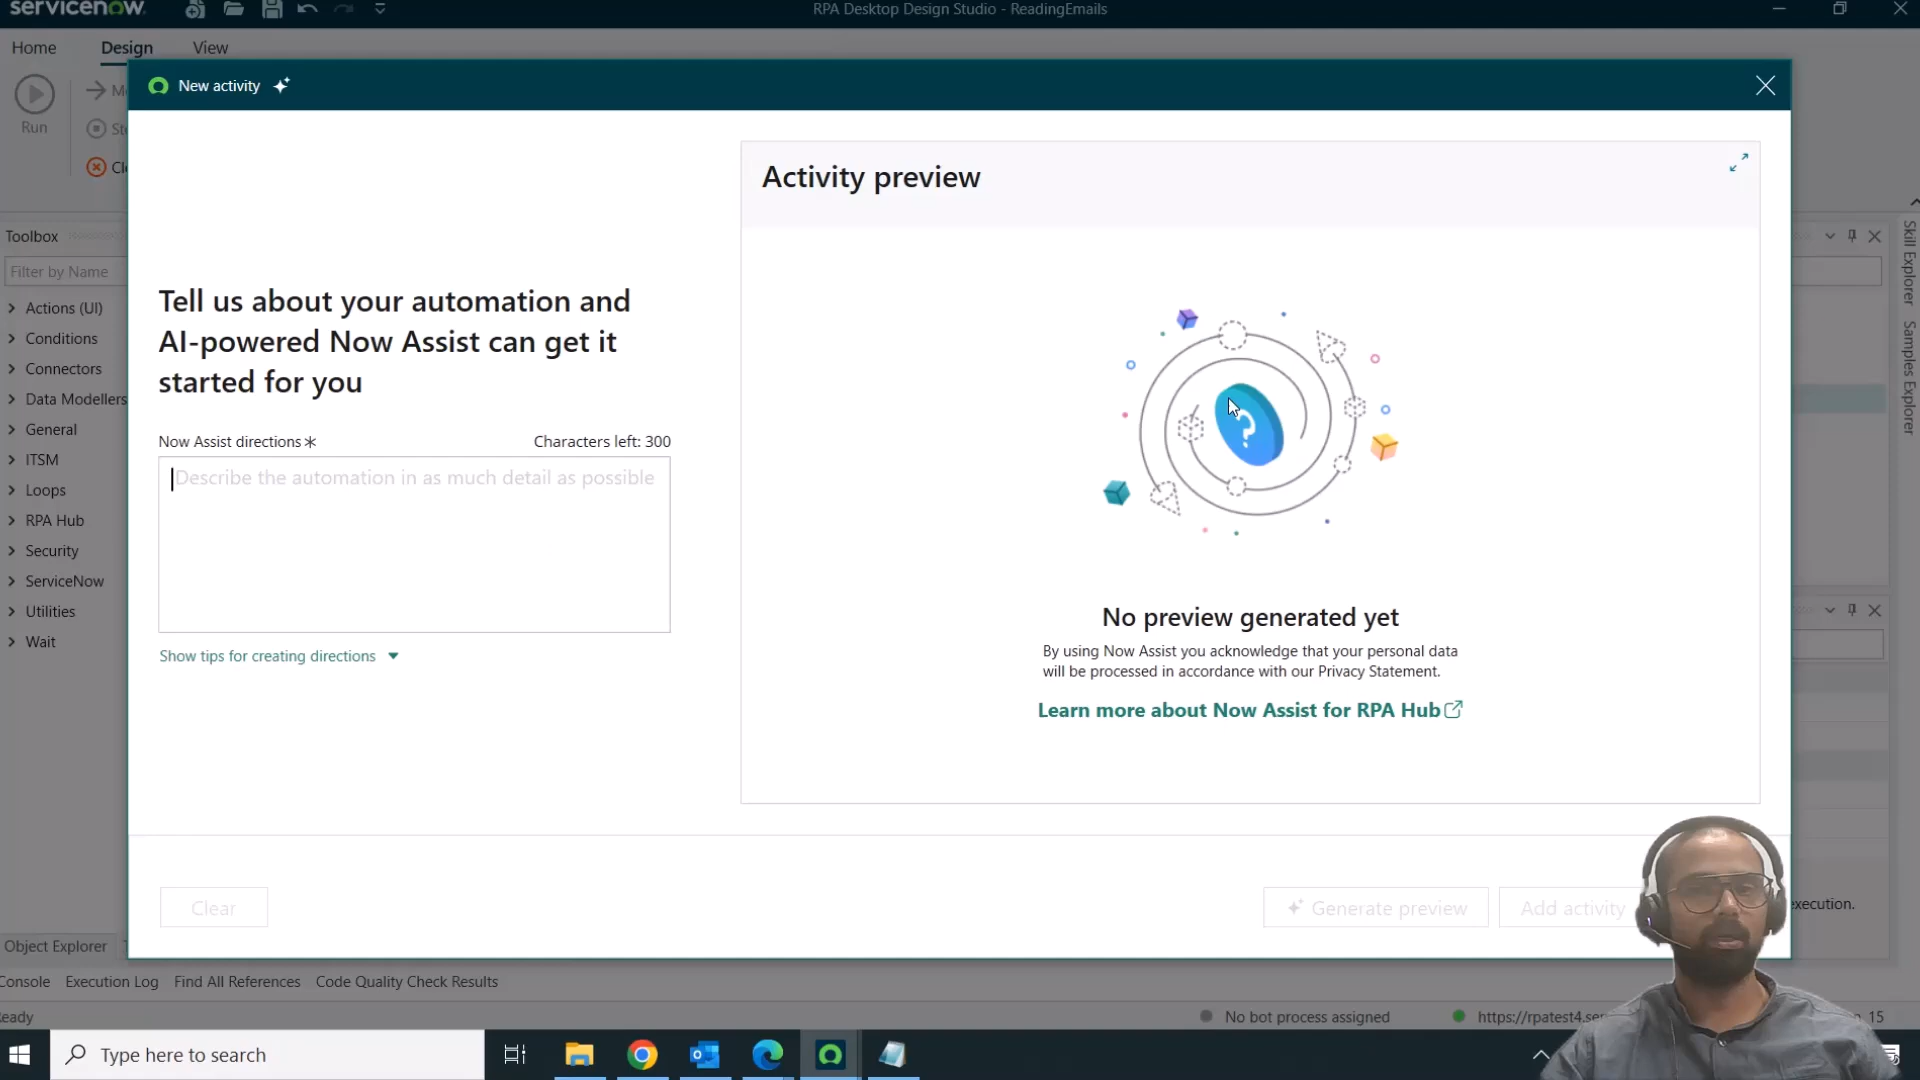 servicenow
RPA Desktop Design Studio - ReadingEmails
Home
Design
View
Run
New activity
Activity preview
Toolbox
Filter by Name
Actions (UI)
Conditions
Connectors
Data Modellers
General
ITSM
Loops
RPA Hub
Security
ServiceNow
Utilities
Wait
Tell us about your automation and
AI-powered Now Assist can get it
started for you
Now Assist directions *
Characters left: 300
Describe the automation in as much detail as possible
Show tips for creating directions
?
No preview generated yet
By using Now Assist you acknowledge that your personal data
will be processed in accordance with our Privacy Statement.
Learn more about Now Assist for RPA Hub
Clear
Generate preview
Add activity
execution.
Skill Explorer
Samples Explorer
Object Explorer
Console
Execution Log
Find All References
Code Quality Check Results
No bot process assigned
https://rpatest4.ser
15
Type here to search